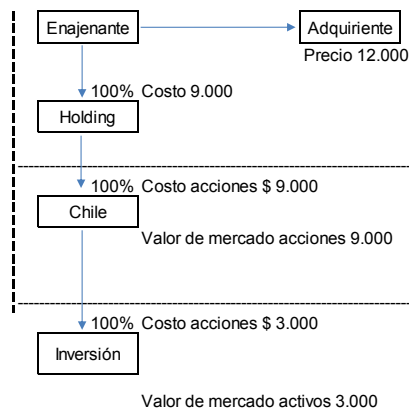 Enajenante
Adquiriente
Precio 12.000
100% Costo 9.000
Holding
100% Costo acciones $ 9.000
Chile
Valor de mercado acciones 9.000
100% Costo acciones $ 3.000
Inversión
Valor de mercado activos 3.000